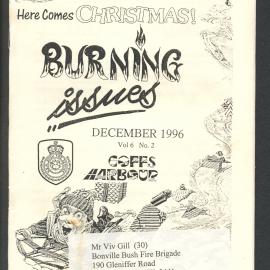 Here Comes CHRISTMAS!
BURNING
issues
DECEMBER 1996
Vol 6 No. 2
COFFS
HARBOUR
Mr Viv Gill (30)
Bonville Bush Fire Brigade
190 Gleniffer Road